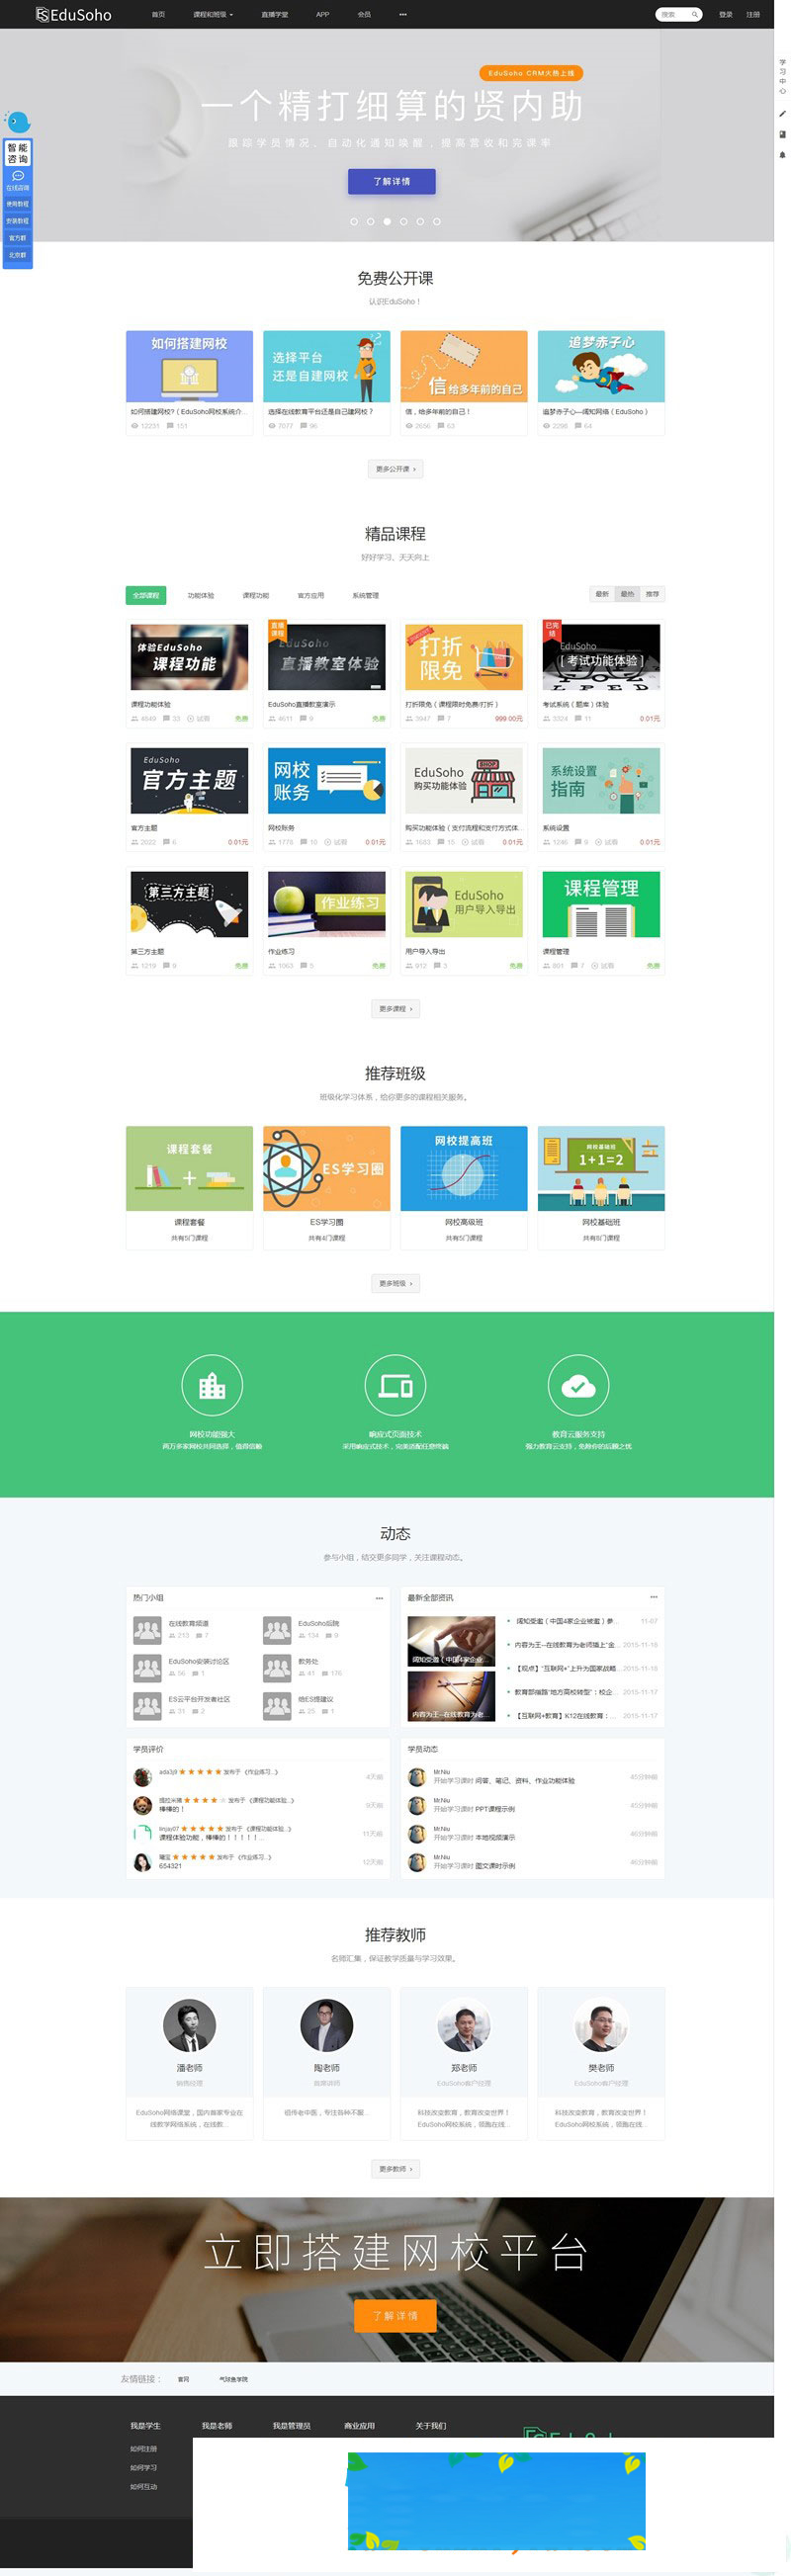 EduSoho
首页 课程和班级 直播学堂 APP 会员
搜索 登录 注册
学习中心
EduSoho CRM火热上线
一个精打细算的贤内助
跟踪学员情况、自动化通知唤醒，提高营收和完课率
了解详情
智能
咨询
在线咨询
使用教程
安装教程
官方群
北京群
免费公开课
认识EduSoho！
如何搭建网校
选择平台
还是自建网校
信 给多年前的自己
追梦赤子心
如何搭建网校?（EduSoho网校系统介...
选择在线教育平台还是自己建网校？
信，给多年前的自己！
追梦赤子心—阔知网络（EduSoho）
12231 151
7077 96
2656 63
2298 64
更多公开课
精品课程
好好学习、天天向上
全部课程 功能体验 课程功能 官方应用 系统管理
最新 最热 推荐
体验EduSoho
课程功能
直播课程
直播教室体验
打折
限免
已完结
EduSoho
[ 考试功能体验 ]
课程功能体验
EduSoho直播教室演示
打折限免（课程限时免费/打折）
考试系统（题库）体验
4649 33 试看 免费
4611 9 免费
3947 7 999.00元
3324 11 0.01元
EduSoho
官方主题
网校
账务
EduSoho
购买功能体验
SHOP
系统设置
指南
官方主题
网校账务
购买功能体验（支付流程和支付方式体...
系统设置
2022 6 0.01元
1779 10 试看 0.01元
1683 15 试看 0.01元
1246 8 试看 0.01元
第三方主题
作业练习
EduSoho
用户导入导出
课程管理
第三方主题
作业练习
用户导入导出
课程管理
1219 9 免费
1063 5 免费
912 3 免费
881 7 试看 免费
更多课程
推荐班级
班级化学习体系，给你更多的课程相关服务。
课程套餐
ES学习圈
网校提高班
网校基础班
1+1=2
课程套餐
共有5门课程
ES学习圈
共有4门课程
网校高级班
共有5门课程
网校基础班
共有8门课程
更多班级
网校功能强大
两万多家网校共同选择，值得信赖
响应式页面技术
采用响应式技术，完美适配任意终端
教育云服务支持
强力教育云支持，免除你的后顾之忧
动态
参与小组，结交更多同学，关注课程动态。
热门小组
在线教育频道
213 7
EduSoho后院
134 9
EduSoho安装讨论区
56 1
教务处
41 176
ES云平台开发者社区
31 2
给ES提建议
25 1
最新全部资讯
阔知受邀（中国4家企业
内容为王--在线教育为老...
阔知受邀（中国4家企业被邀）参... 11-07
内容为王--在线教育为老师插上“金... 2015-11-18
【观点】“互联网+”上升为国家战略... 2015-11-18
教育部细路“地方高校转型”：校企... 2015-11-17
【互联网+教育】K12在线教育：... 2015-11-17
学员评价
ada3j9 发布于《作业练习...》 4天前
提拉米猪 发布于《课程功能体验...》 9天前
棒棒的！
linjay07 发布于《课程功能体验...》 11天前
课程体验功能，棒棒的！！！！！...
曦宝 发布于《作业练习...》 12天前
654321
学员动态
Mr.Niu
开始学习课时 问答、笔记、资料、作业功能体验
Mr.Niu
开始学习课时 PPT课程示例 45分钟前
Mr.Niu
开始学习课时 本地视频演示 46分钟前
Mr.Niu
开始学习课时 图文课时示例 46分钟前
推荐教师
名师汇集，保证教学质量与学习效果。
潘老师
销售经理
EduSoho网络课堂，国内首家专业在
线教学网络系统，在线教...
陶老师
首席讲师
祖传老中医，专注各种不服...
郑老师
EduSoho客户经理
科技改变教育，教育改变世界！
EduSoho网校系统，领跑在线...
樊老师
EduSoho客户经理
科技改变教育，教育改变世界！
EduSoho网校系统，领跑在线...
更多教师
立即搭建网校平台
了解详情
友情链接： 官网 气球鱼学院
我是学生 我是老师 我是管理员 商业应用 关于我们
如何注册
如何学习
如何互动